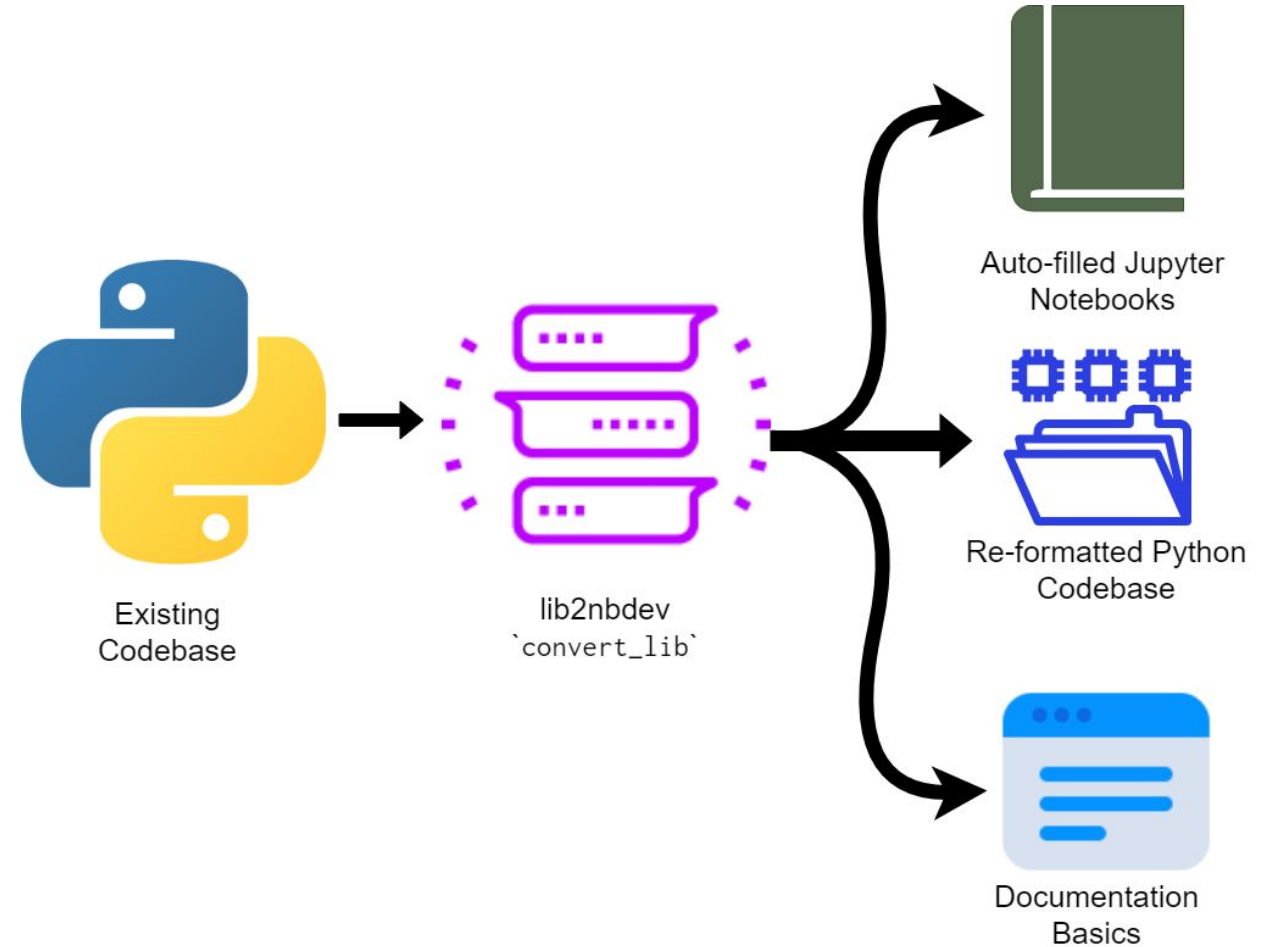 Existing
Codebase
lib2nbdev
`convert_lib`
Auto-filled Jupyter
Notebooks
Re-formatted Python
Codebase
Documentation
Basics